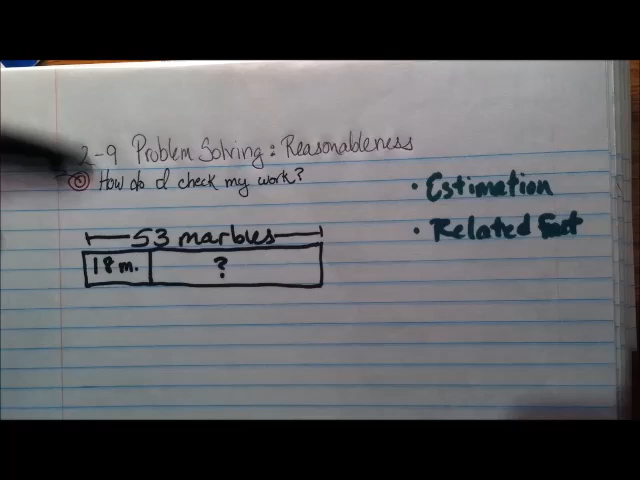 2-9 Problem Solving: Reasonableness
How do I check my work?
• Estimation
• Related Fact
53 marbles
18 m. ?